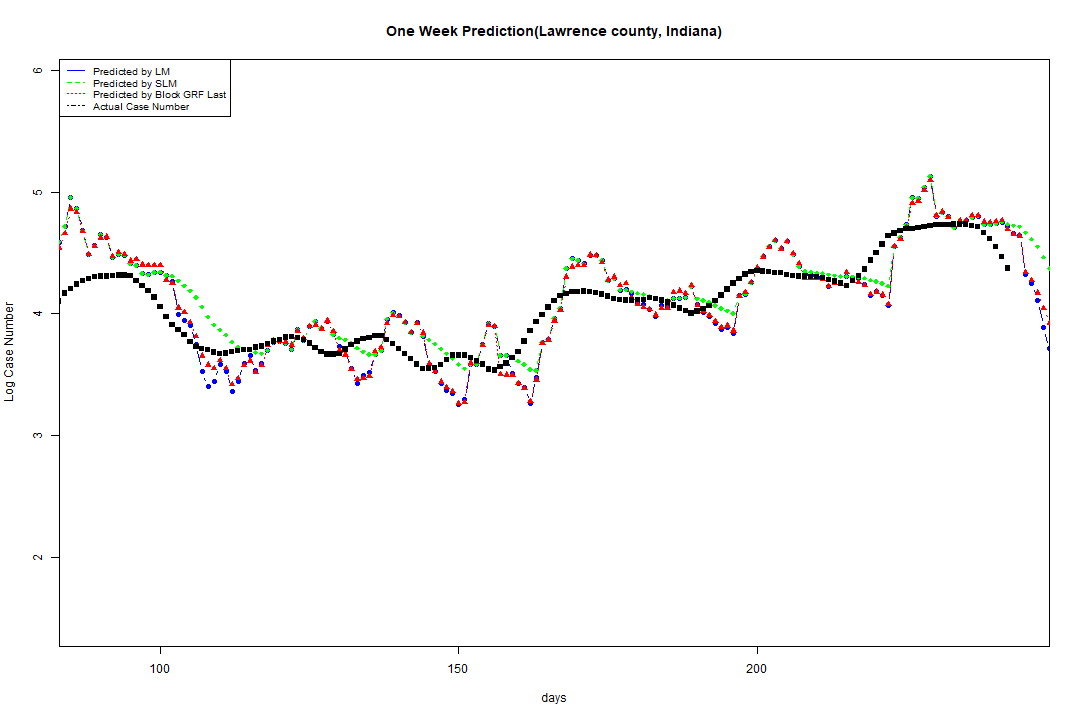 One Week Prediction(Lawrence county, Indiana)
Predicted by LM
Predicted by SLM
Predicted by Block GRF Last
Actual Case Number
6
5
4
3
2
Log Case Number
100
150
200
days